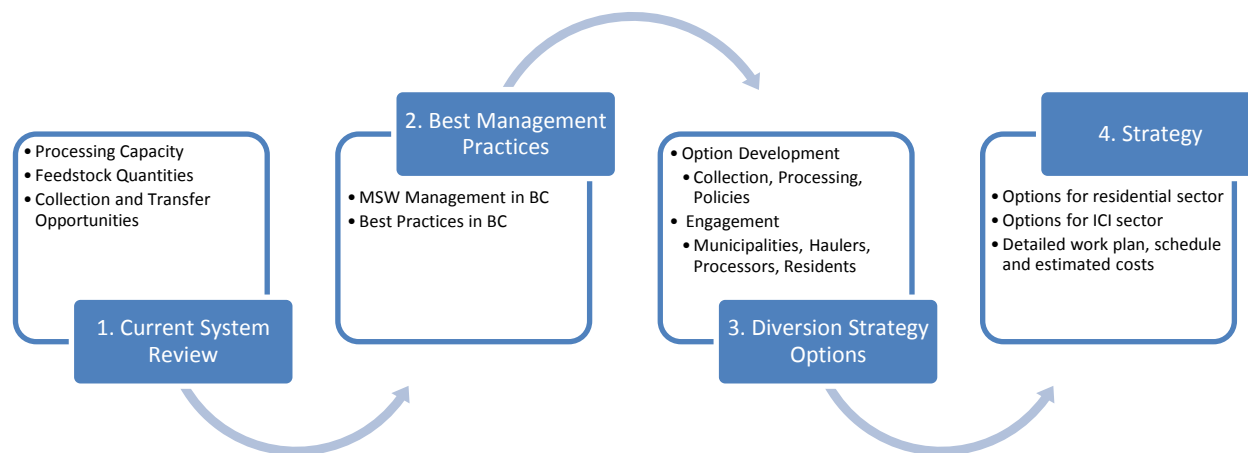 • Processing Capacity
• Feedstock Quantities
• Collection and Transfer
Opportunities
1. Current System
Review
2. Best Management
Practices
• MSW Management in BC
• Best Practices in BC
• Option Development
• Collection, Processing,
Policies
• Engagement
• Municipalities, Haulers,
Processors, Residents
3. Diversion Strategy
Options
4. Strategy
• Options for residential sector
• Options for ICI sector
• Detailed work plan, schedule
and estimated costs